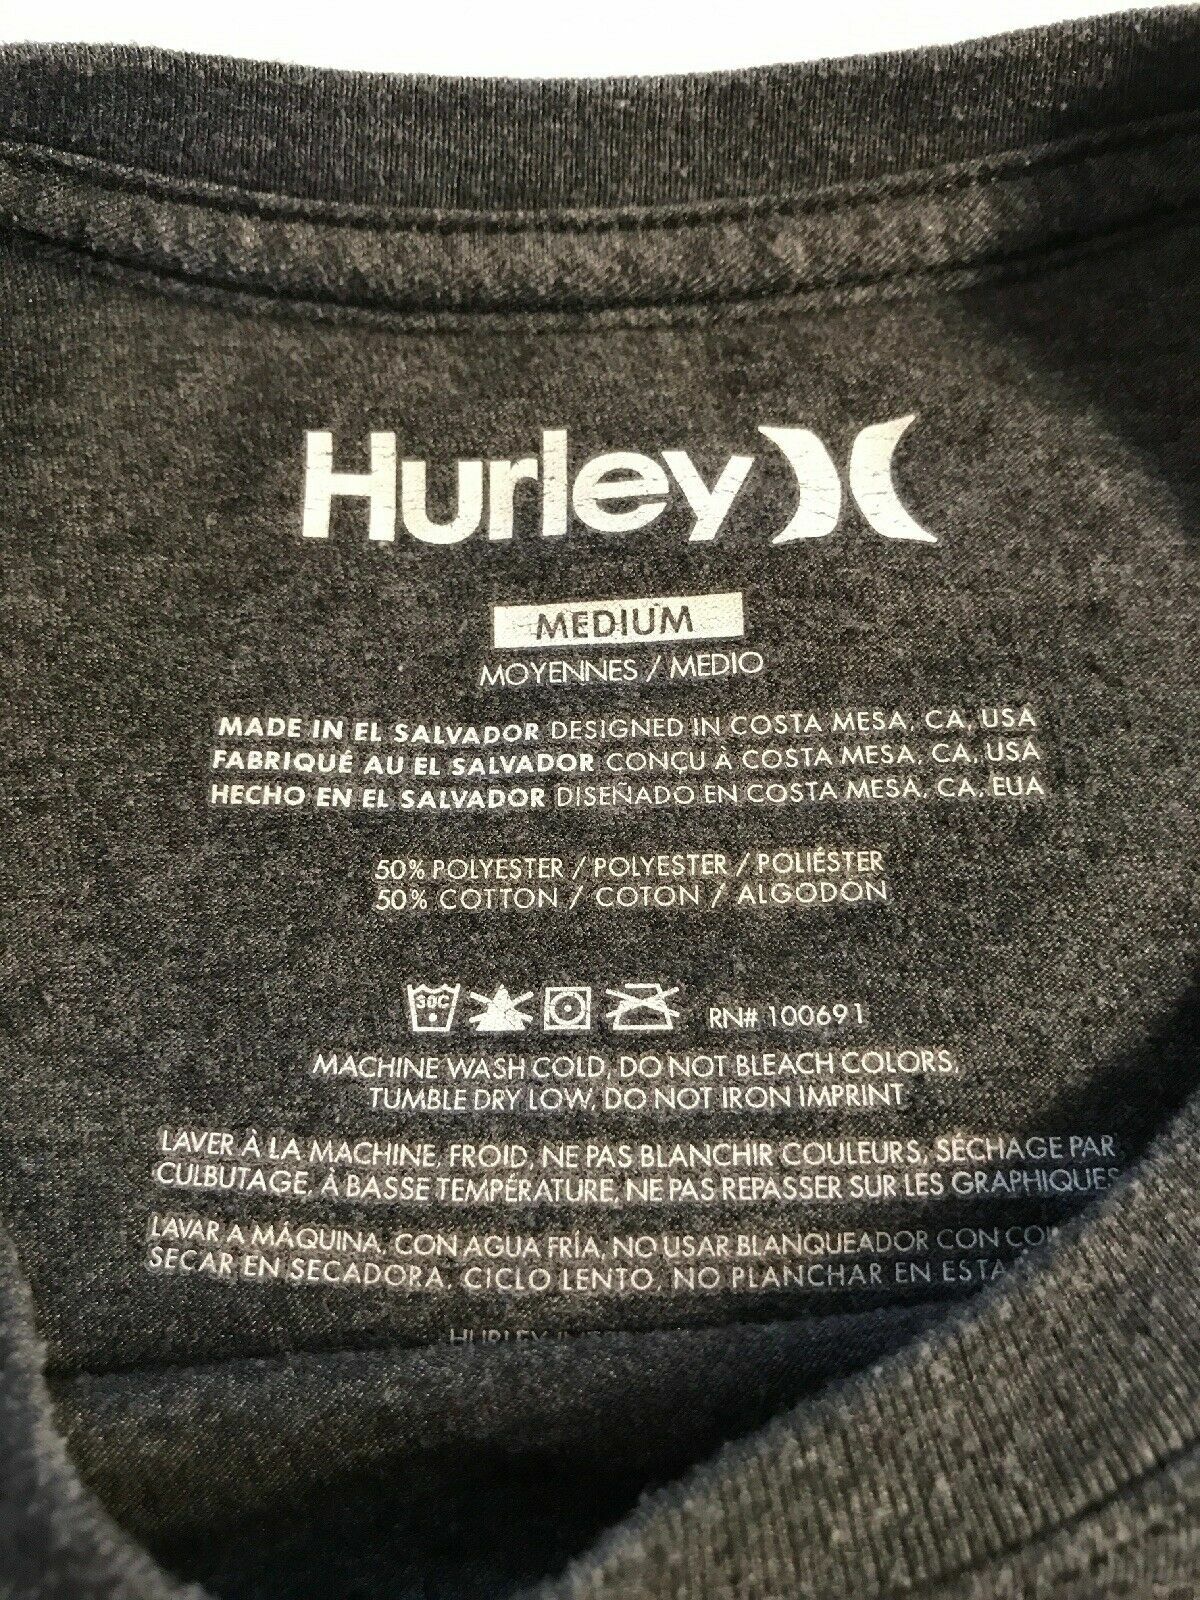 Hurley
MEDIUM
MOYENNES / MEDIO
MADE IN EL SALVADOR DESIGNED IN COSTA MESA, CA, USA
FABRIQUÉ AU EL SALVADOR CONÇU À COSTA MESA, CA, USA
HECHO EN EL SALVADOR DISEÑADO EN COSTA MESA, CA, EUA
50% POLYESTER / POLYESTER / POLIÉSTER
50% COTTON / COTON / ALGODON
30C RN# 100691
MACHINE WASH COLD, DO NOT BLEACH COLORS,
TUMBLE DRY LOW, DO NOT IRON IMPRINT
LAVER À LA MACHINE, FROID, NE PAS BLANCHIR COULEURS, SÉCHAGE PAR
CULBUTAGE, À BASSE TEMPÉRATURE, NE PAS REPASSER SUR LES GRAPHIQUES
LAVAR A MÁQUINA, CON AGUA FRÍA, NO USAR BLANQUEADOR CON
SECAR EN SECADORA, CICLO LENTO, NO PLANCHAR EN
HURLEY